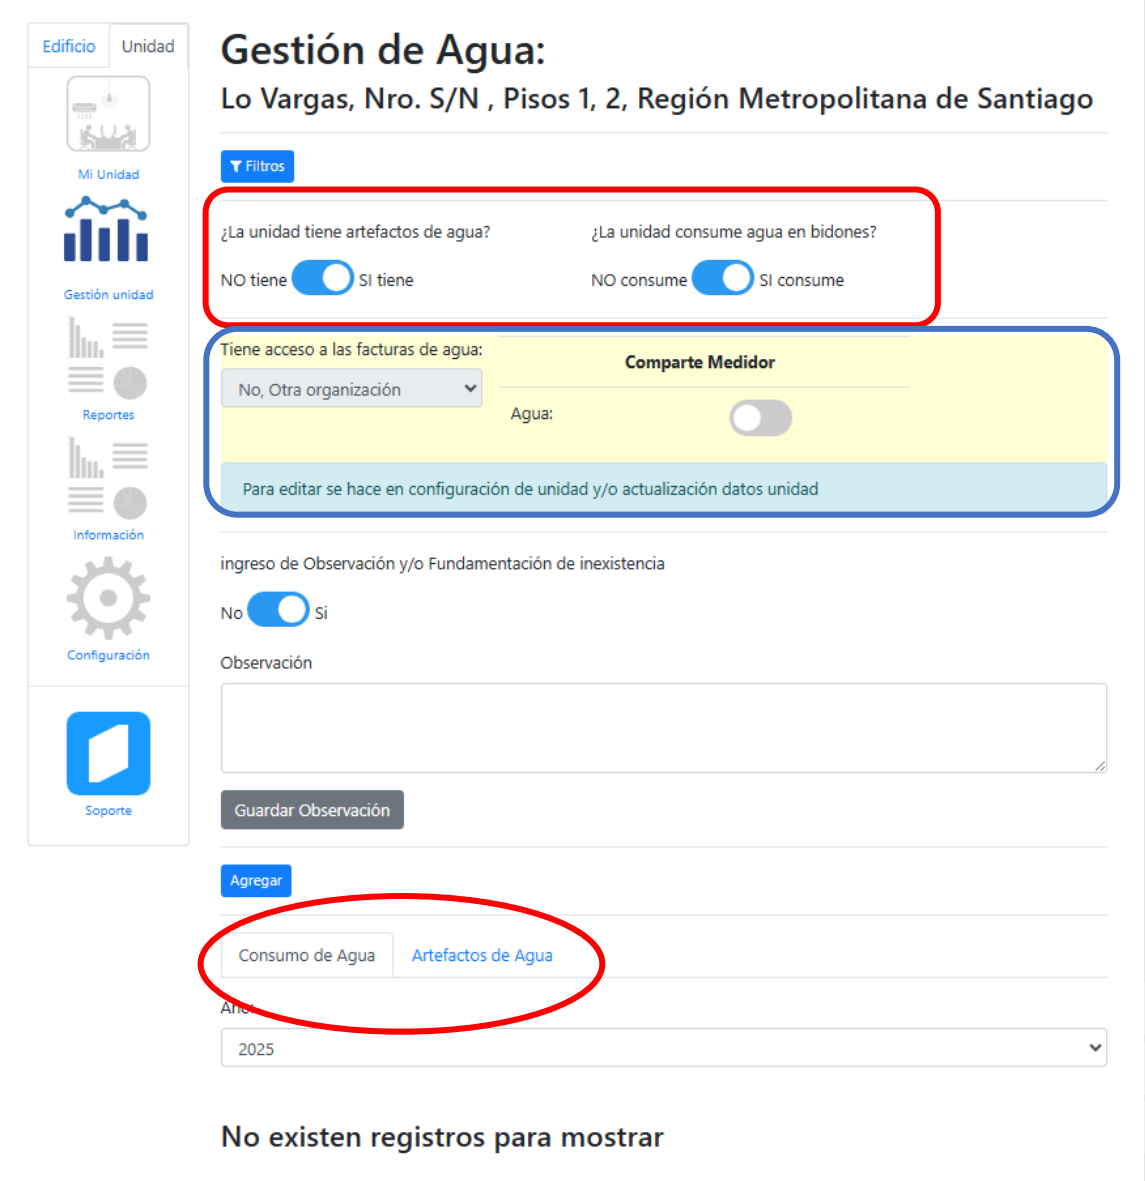 Edificio
Unidad
Mi Unidad
Gestión unidad
Reportes
Información
Configuración
Soporte
Gestión de Agua:
Lo Vargas, Nro. S/N , Pisos 1, 2, Región Metropolitana de Santiago
Filtros
¿La unidad tiene artefactos de agua?
NO tiene SI tiene
¿La unidad consume agua en bidones?
NO consume SI consume
Tiene acceso a las facturas de agua:
No, Otra organización
Comparte Medidor
Agua:
Para editar se hace en configuración de unidad y/o actualización datos unidad
ingreso de Observación y/o Fundamentación de inexistencia
No Si
Observación
Guardar Observación
Agregar
Consumo de Agua
Artefactos de Agua
Año:
2025
No existen registros para mostrar